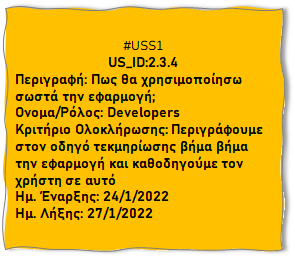 #USS1
US_ID:2.3.4
Περιγραφή: Πως θα χρησιμοποίησω
σωστά την εφαρμογή;
Ονομα/Ρόλος: Developers
Κριτήριο Ολοκλήρωσης: Περιγράφουμε
στον οδηγό τεκμηρίωσης βήμα βήμα
την εφαρμογή και καθοδηγούμε τον
χρήστη σε αυτό
Ημ. Έναρξης: 24/1/2022
Ημ. Λήξης: 27/1/2022